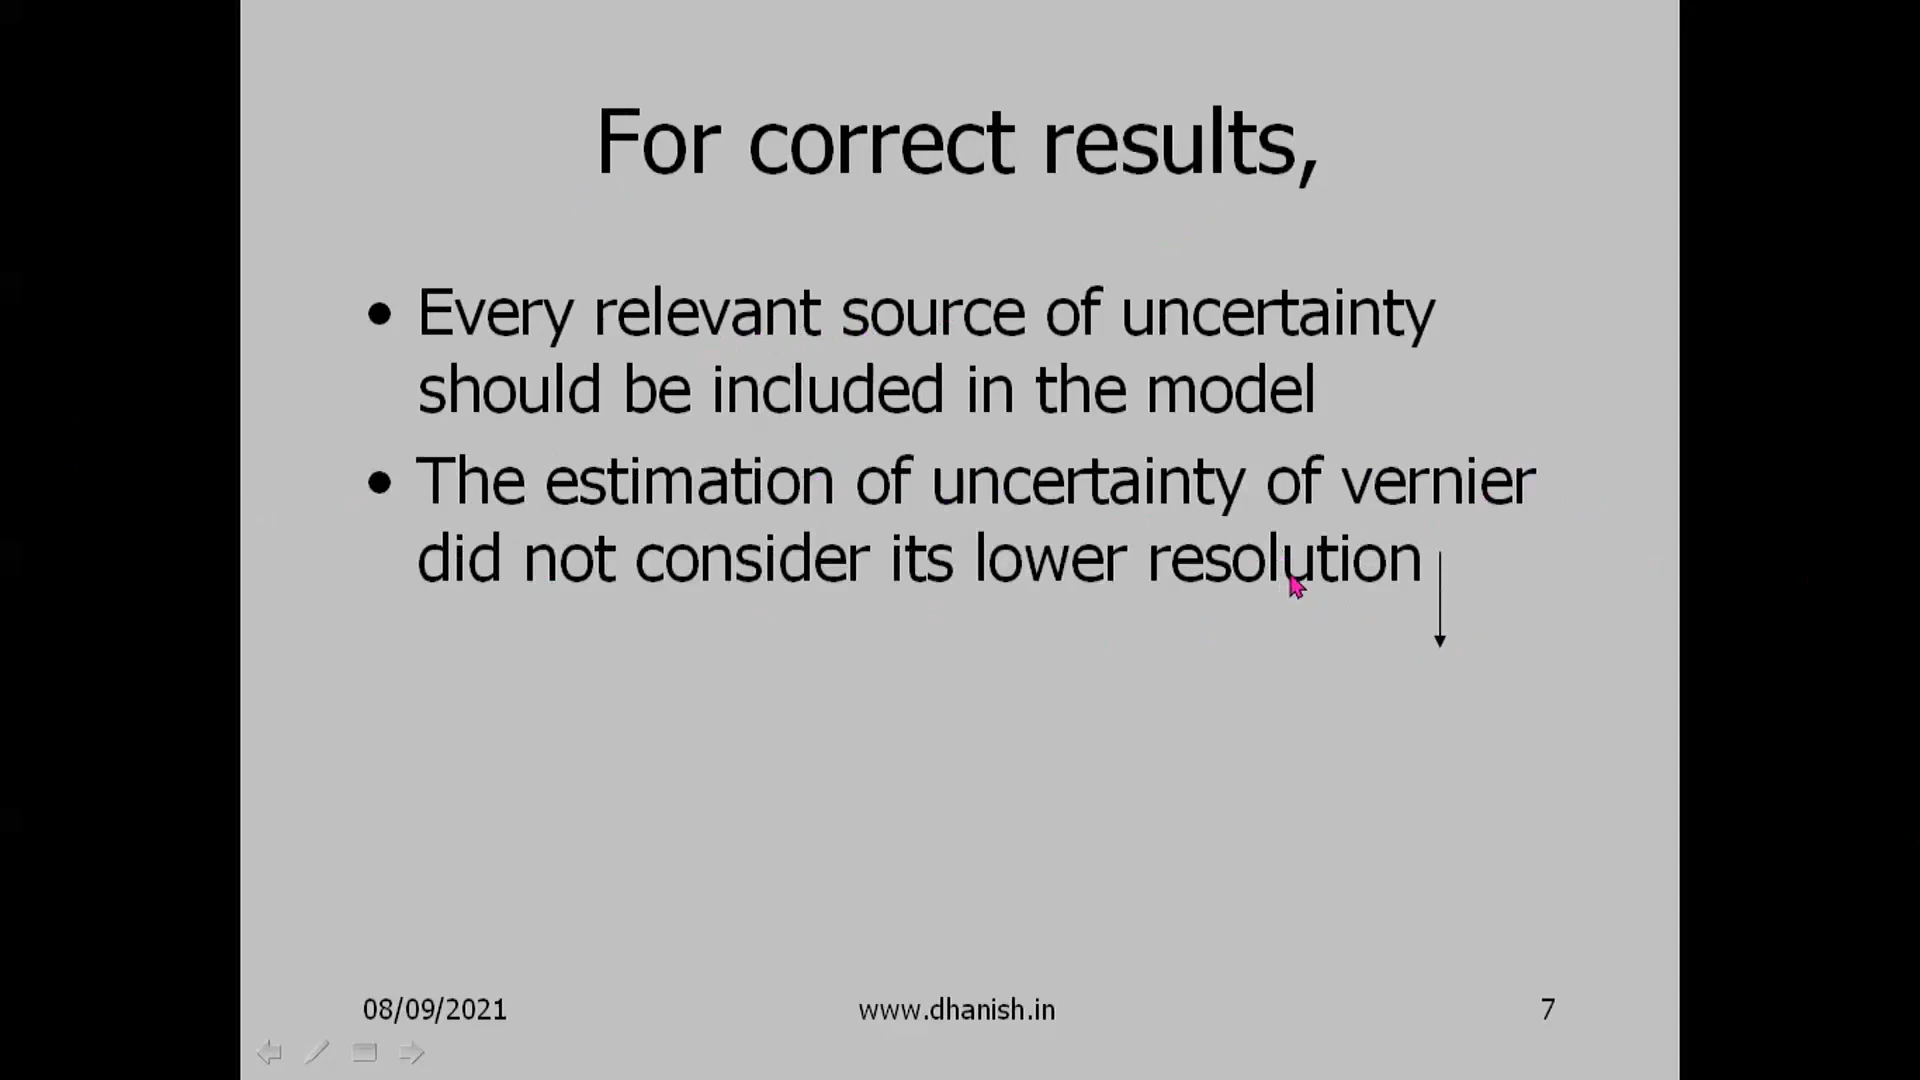 For correct results,
• Every relevant source of uncertainty
should be included in the model
• The estimation of uncertainty of vernier
did not consider its lower resolution
08/09/2021
www.dhanish.in
7